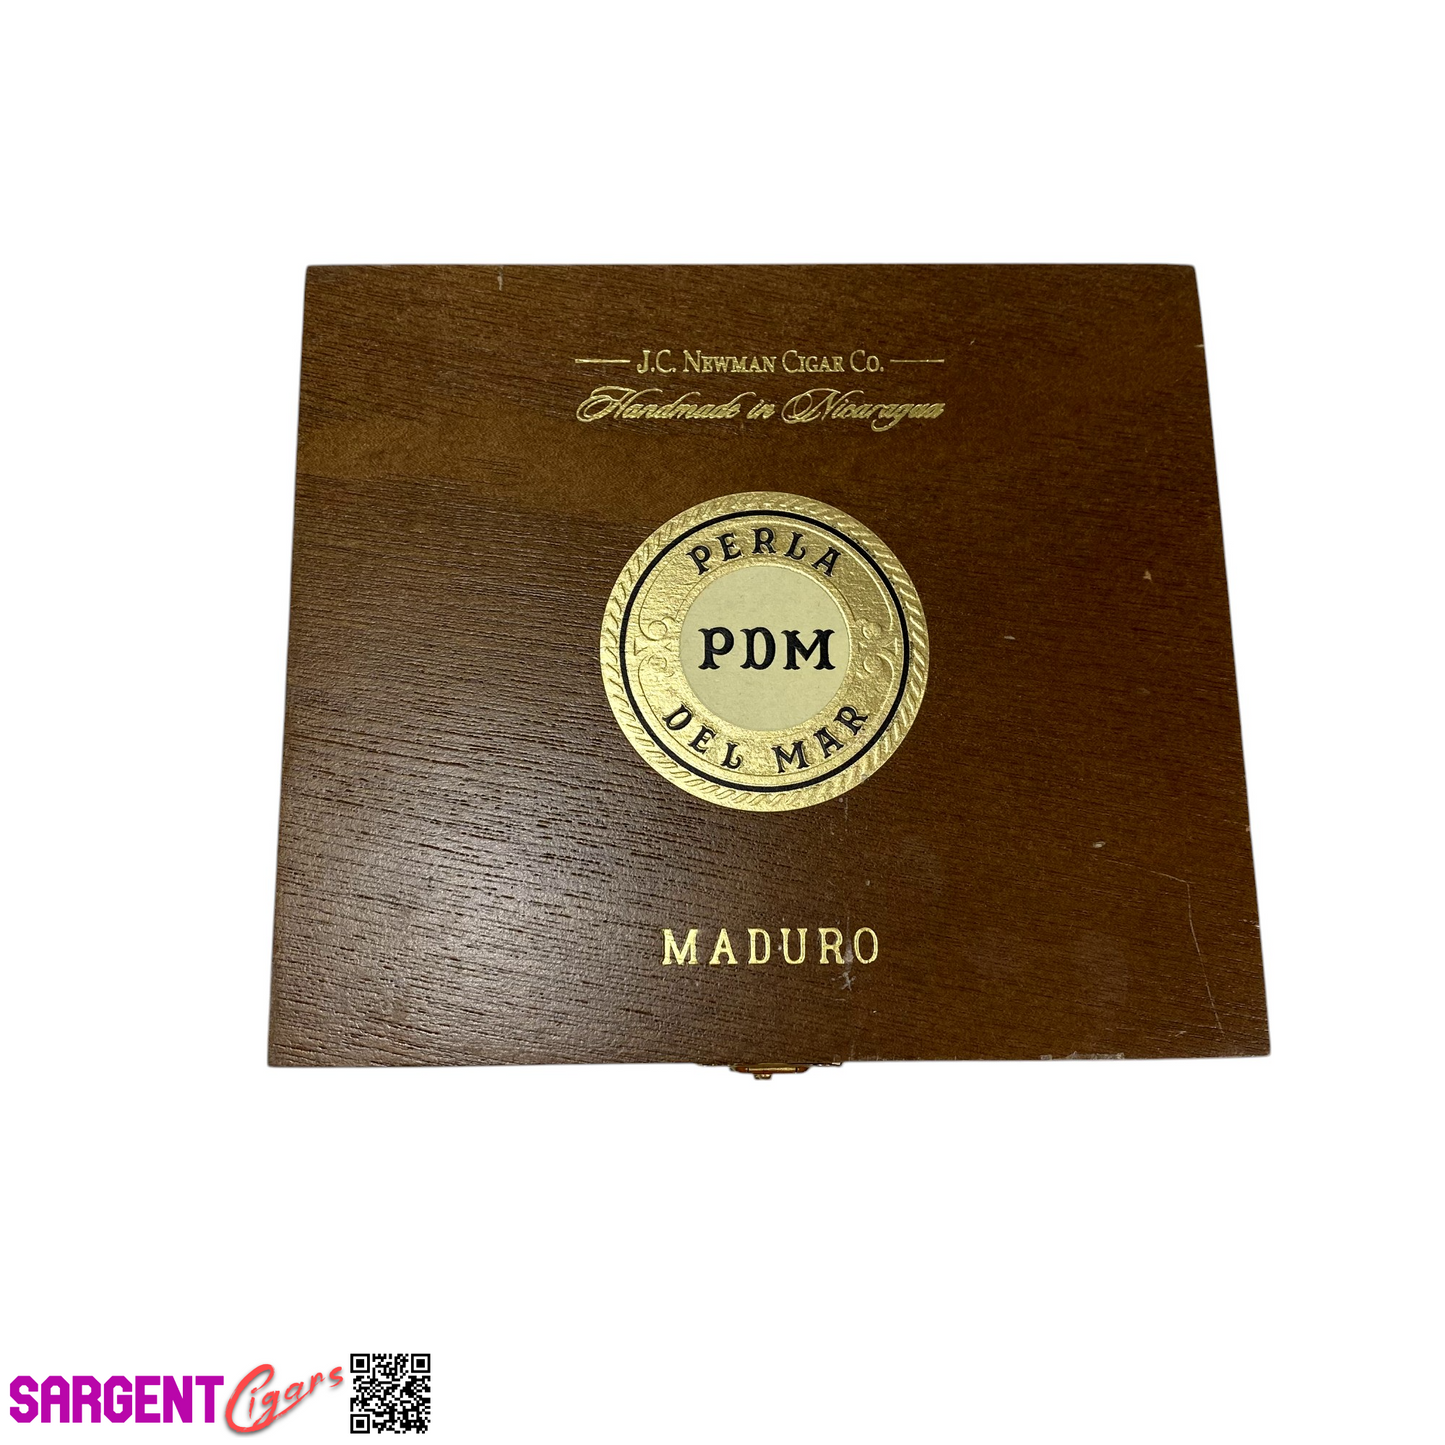 J.C. NEWMAN CIGAR CO.
Handmade in Nicaragua
PERLA
PDM
DEL MAR
MADURO
SARGENT Cigars